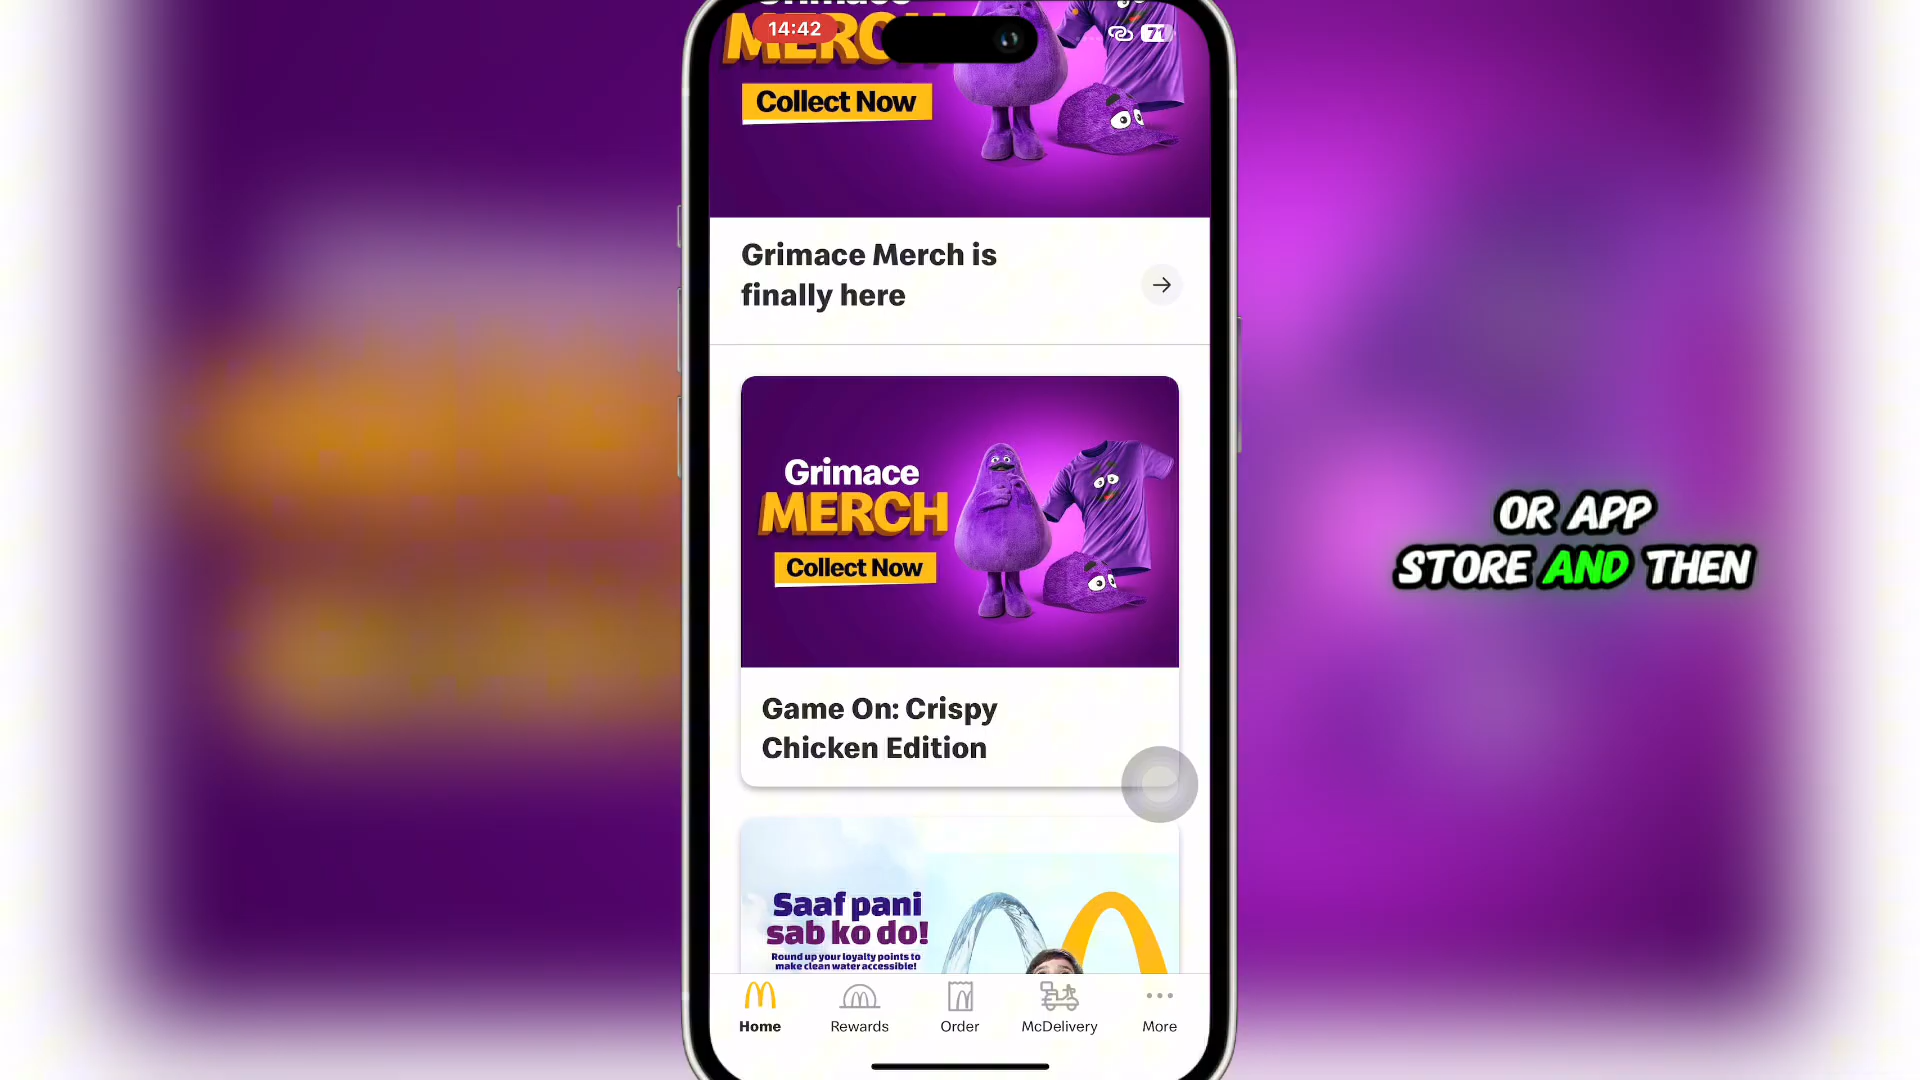 14:42
71
MERCH
Collect Now
Grimace Merch is
finally here
Grimace
MERCH
Collect Now
Game On: Crispy
Chicken Edition
Saaf pani
sab ko do!
Round up your loyalty points to
make clean water accessible!
Home
Rewards
Order
McDelivery
More
OR APP
STORE AND THEN